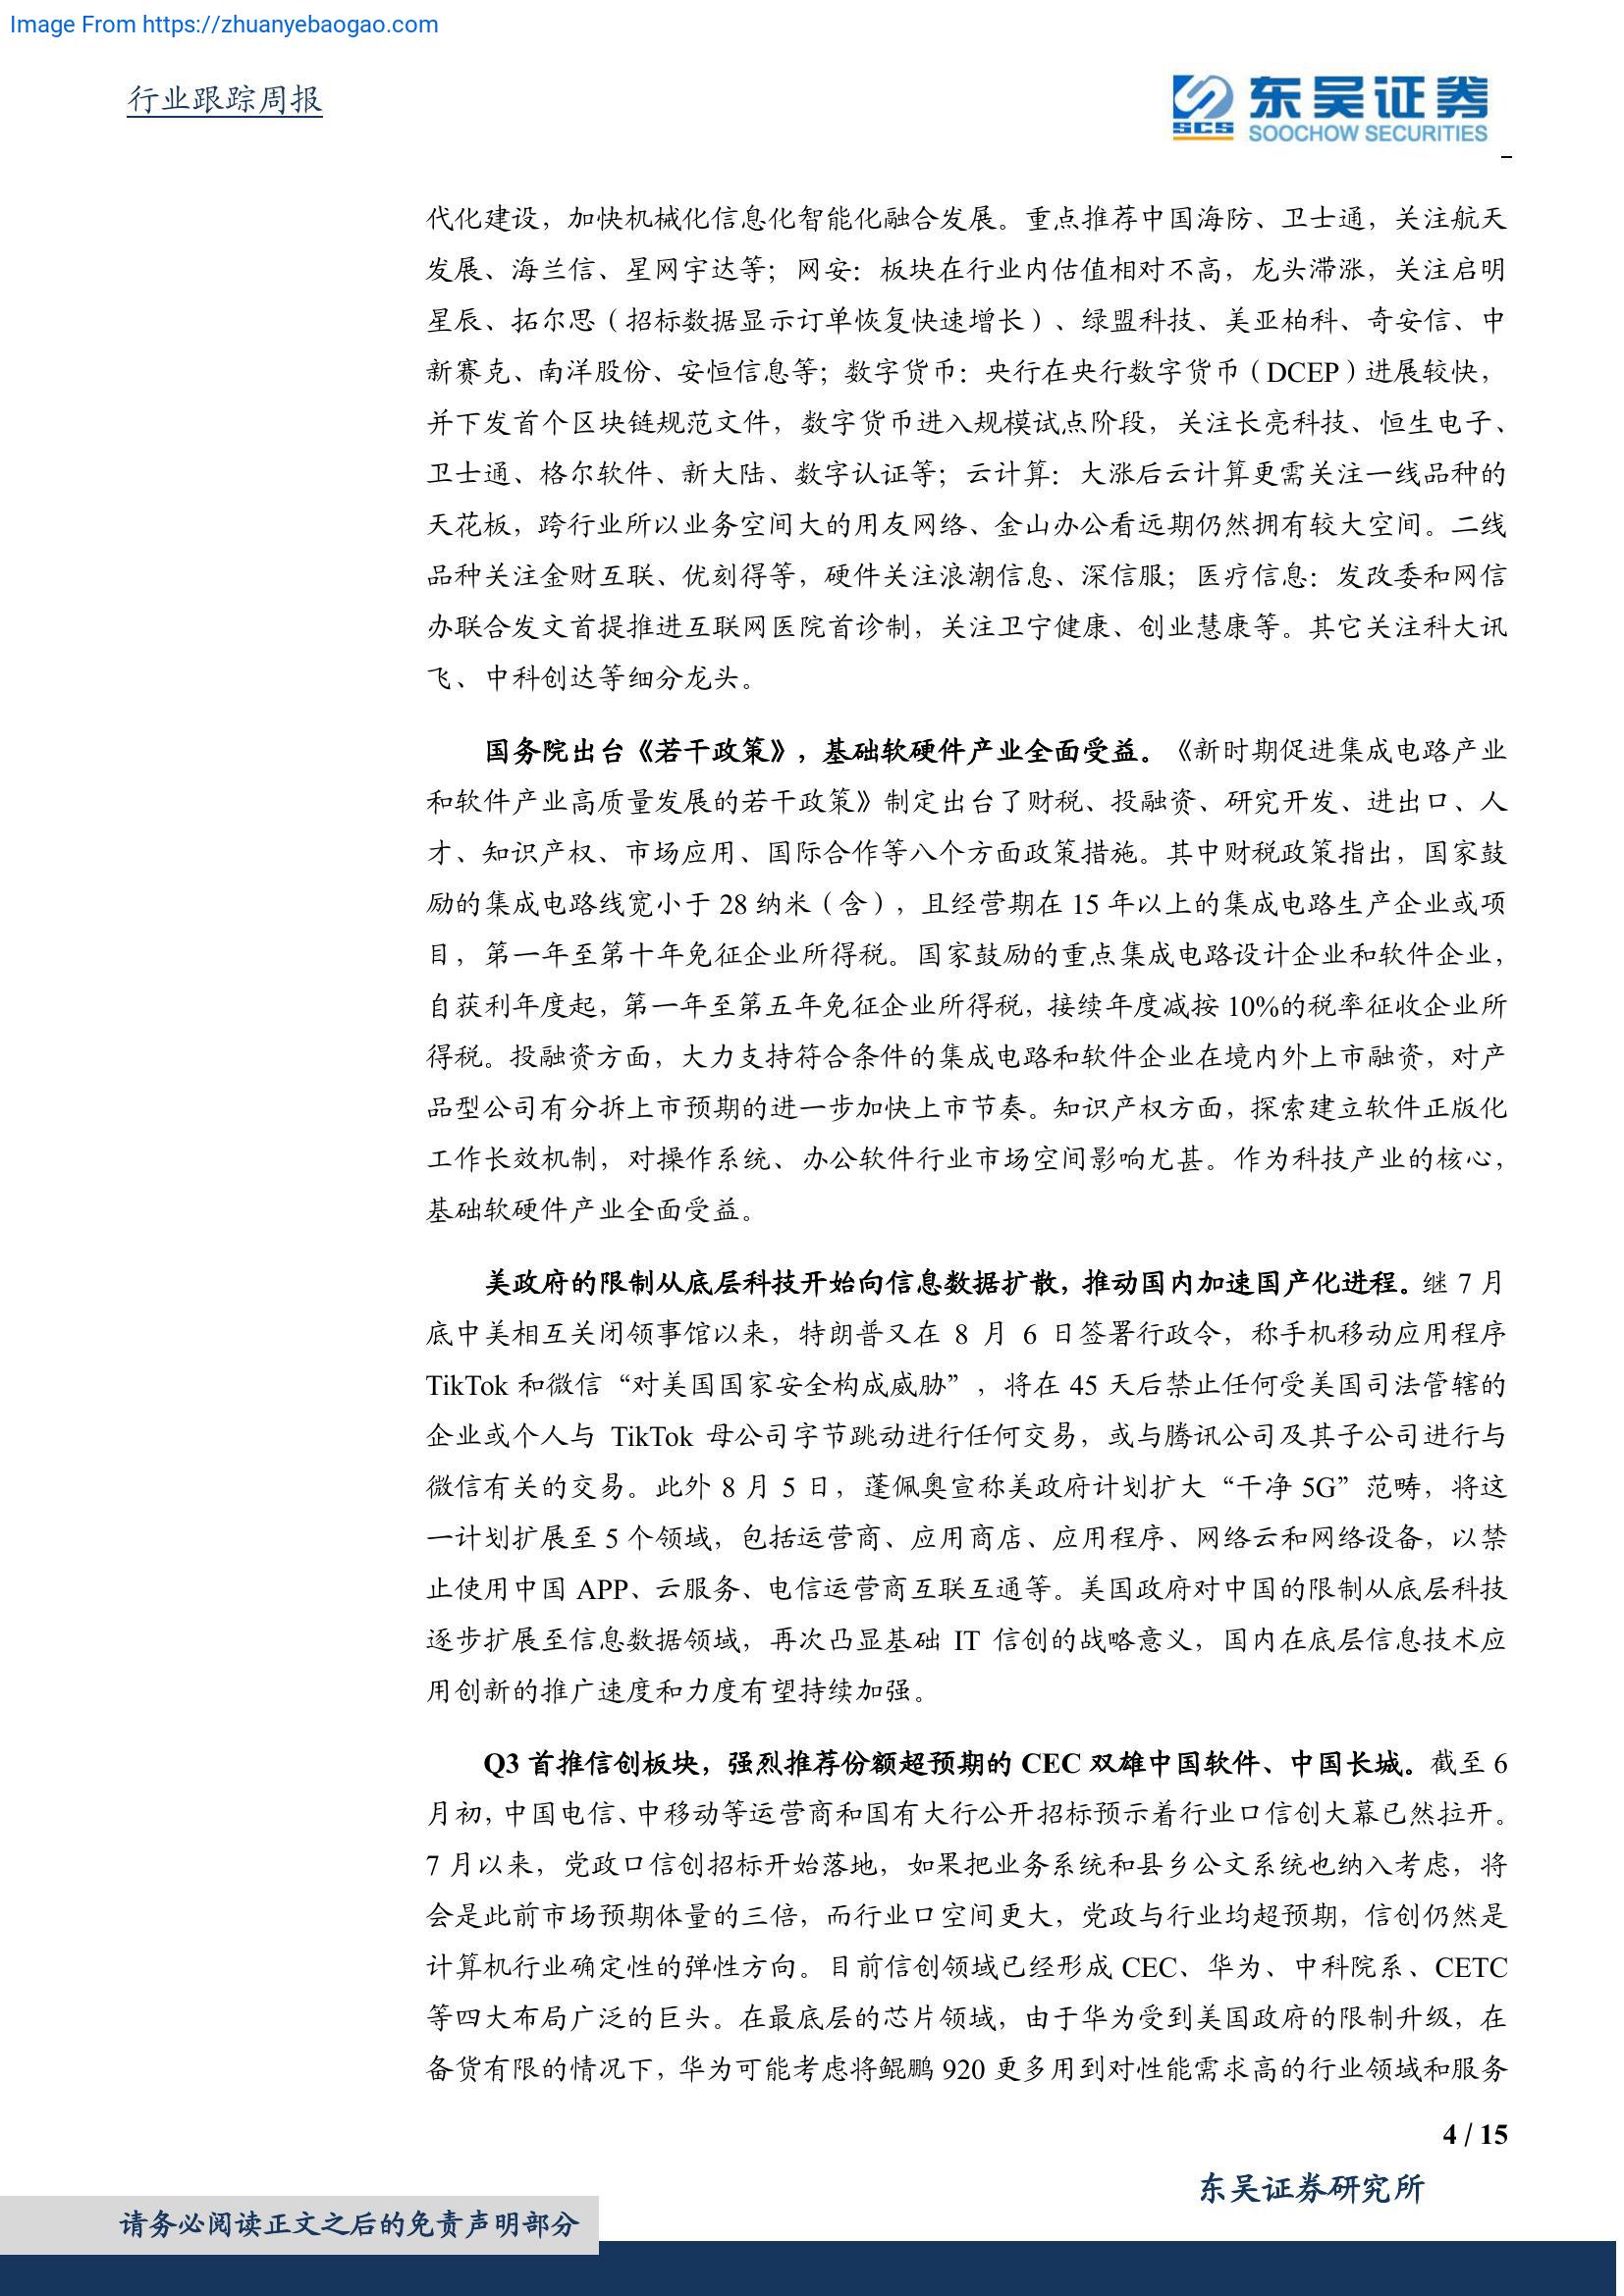 Image From https://zhuanyebaogao.com
行业跟踪周报
东吴证券
SCS
SOOCHOW SECURITIES
代化建设，加快机械化信息化智能化融合发展。重点推荐中国海防、卫士通，关注航天
发展、海兰信、星网宇达等；网安：板块在行业内估值相对不高，龙头滞涨，关注启明
星辰、拓尔思（招标数据显示订单恢复快速增长）、绿盟科技、美亚柏科、奇安信、中
新赛克、南洋股份、安恒信息等；数字货币：央行在央行数字货币（DCEP）进展较快，
并下发首个区块链规范文件，数字货币进入规模试点阶段，关注长亮科技、恒生电子、
卫士通、格尔软件、新大陆、数字认证等；云计算：大涨后云计算更需关注一线品种的
天花板，跨行业所以业务空间大的用友网络、金山办公看远期仍然拥有较大空间。二线
品种关注金财互联、优刻得等，硬件关注浪潮信息、深信服；医疗信息：发改委和网信
办联合发文首提推进互联网医院首诊制，关注卫宁健康、创业慧康等。其它关注科大讯
飞、中科创达等细分龙头。
国务院出台《若干政策》，基础软硬件产业全面受益。《新时期促进集成电路产业
和软件产业高质量发展的若干政策》制定出台了财税、投融资、研究开发、进出口、人
才、知识产权、市场应用、国际合作等八个方面政策措施。其中财税政策指出，国家鼓
励的集成电路线宽小于 28 纳米（含），且经营期在 15 年以上的集成电路生产企业或项
目，第一年至第十年免征企业所得税。国家鼓励的重点集成电路设计企业和软件企业，
自获利年度起，第一年至第五年免征企业所得税，接续年度减按 10%的税率征收企业所
得税。投融资方面，大力支持符合条件的集成电路和软件企业在境内外上市融资，对产
品型公司有分拆上市预期的进一步加快上市节奏。知识产权方面，探索建立软件正版化
工作长效机制，对操作系统、办公软件行业市场空间影响尤甚。作为科技产业的核心，
基础软硬件产业全面受益。
美政府的限制从底层科技开始向信息数据扩散，推动国内加速国产化进程。继 7 月
底中美相互关闭领事馆以来，特朗普又在 8 月 6 日签署行政令，称手机移动应用程序
TikTok 和微信“对美国国家安全构成威胁”，将在 45 天后禁止任何受美国司法管辖的
企业或个人与 TikTok 母公司字节跳动进行任何交易，或与腾讯公司及其子公司进行与
微信有关的交易。此外 8 月 5 日，蓬佩奥宣称美政府计划扩大“干净 5G”范畴，将这
一计划扩展至 5 个领域，包括运营商、应用商店、应用程序、网络云和网络设备，以禁
止使用中国 APP、云服务、电信运营商互联互通等。美国政府对中国的限制从底层科技
逐步扩展至信息数据领域，再次凸显基础 IT 信创的战略意义，国内在底层信息技术应
用创新的推广速度和力度有望持续加强。
Q3 首推信创板块，强烈推荐份额超预期的 CEC 双雄中国软件、中国长城。截至 6
月初，中国电信、中移动等运营商和国有大行公开招标预示着行业口信创大幕已然拉开。
7 月以来，党政口信创招标开始落地，如果把业务系统和县乡公文系统也纳入考虑，将
会是此前市场预期体量的三倍，而行业口空间更大，党政与行业均超预期，信创仍然是
计算机行业确定性的弹性方向。目前信创领域已经形成 CEC、华为、中科院系、CETC
等四大布局广泛的巨头。在最底层的芯片领域，由于华为受到美国政府的限制升级，在
备货有限的情况下，华为可能考虑将鲲鹏 920 更多用到对性能需求高的行业领域和服务
4 / 15
东吴证券研究所
请务必阅读正文之后的免责声明部分